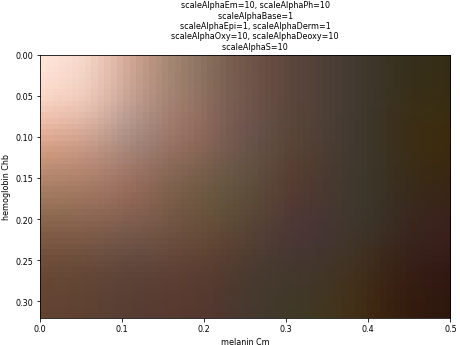 scaleAlphaEm=10, scaleAlphaPh=10
scaleAlphaBase=1
scaleAlphaEpi=1, scaleAlphaDerm=1
scaleAlphaOxy=10, scaleAlphaDeoxy=10
scaleAlphaS=10
0.00
0.05
0.10
0.15
0.20
0.25
0.30
hemoglobin Chb
0.0 0.1 0.2 0.3 0.4 0.5
melanin Cm